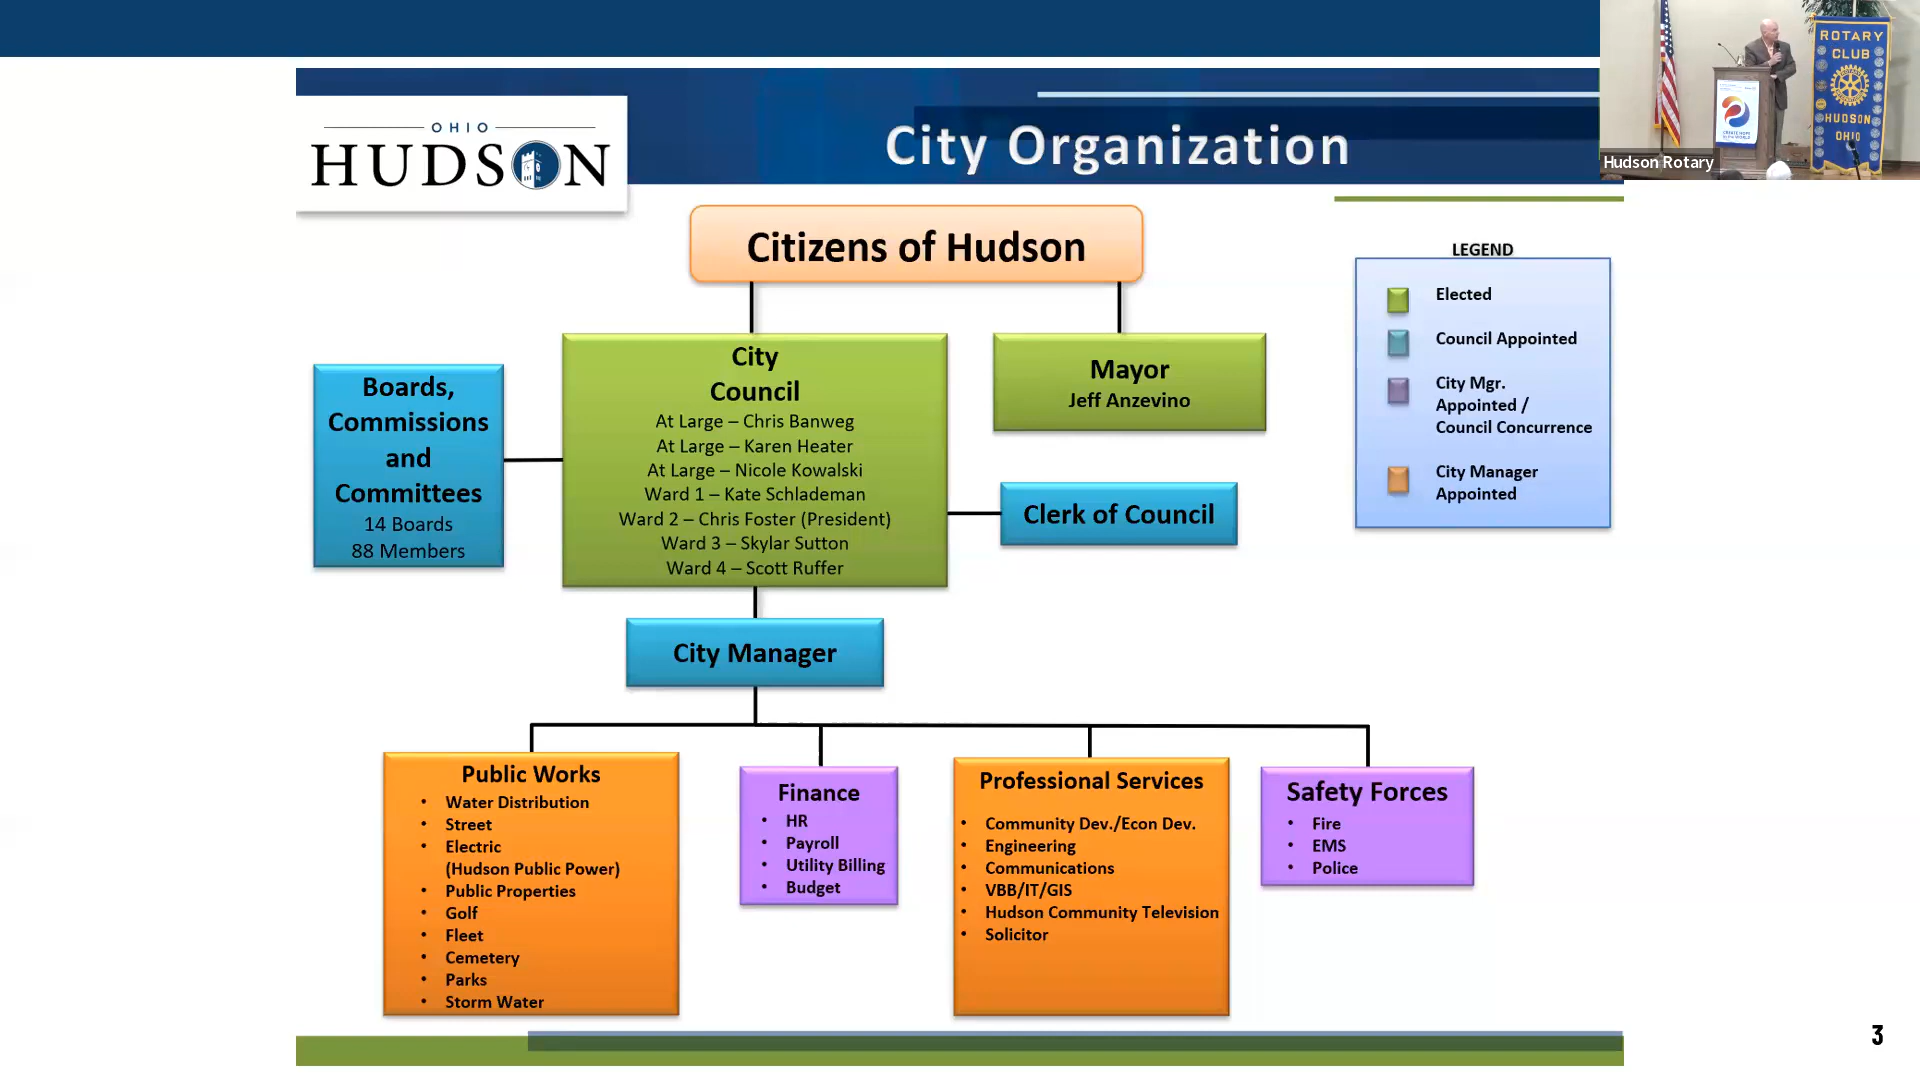 OHIO
HUDSON
City Organization
ROTARY
CLUB
HUDSON
OHIO
Hudson Rotary
Citizens of Hudson
LEGEND
Elected
Council Appointed
City Mgr.
Appointed /
Council Concurrence
City Manager
Appointed
Boards,
Commissions
and
Committees
14 Boards
88 Members
City
Council
At Large – Chris Banweg
At Large – Karen Heater
At Large – Nicole Kowalski
Ward 1 – Kate Schlademan
Ward 2 – Chris Foster (President)
Ward 3 – Skylar Sutton
Ward 4 – Scott Ruffer
Mayor
Jeff Anzevino
Clerk of Council
City Manager
Public Works
• Water Distribution
• Street
• Electric
(Hudson Public Power)
• Public Properties
• Golf
• Fleet
• Cemetery
• Parks
• Storm Water
Finance
• HR
• Payroll
• Utility Billing
• Budget
Professional Services
• Community Dev./Econ Dev.
• Engineering
• Communications
• VBB/IT/GIS
• Hudson Community Television
• Solicitor
Safety Forces
• Fire
• EMS
• Police
3